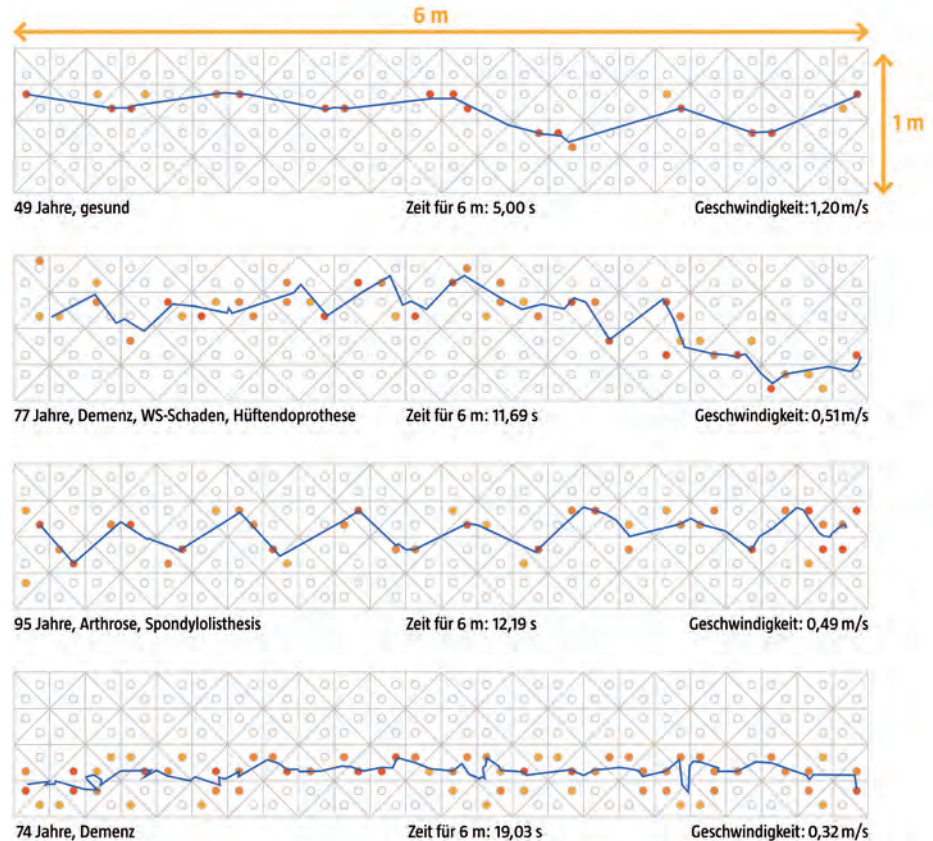 6 m
1 m
49 Jahre, gesund Zeit für 6 m: 5,00 s Geschwindigkeit: 1,20 m/s
77 Jahre, Demenz, WS-Schaden, Hüftendoprothese Zeit für 6 m: 11,69 s Geschwindigkeit: 0,51 m/s
95 Jahre, Arthrose, Spondylolisthesis Zeit für 6 m: 12,19 s Geschwindigkeit: 0,49 m/s
74 Jahre, Demenz Zeit für 6 m: 19,03 s Geschwindigkeit: 0,32 m/s